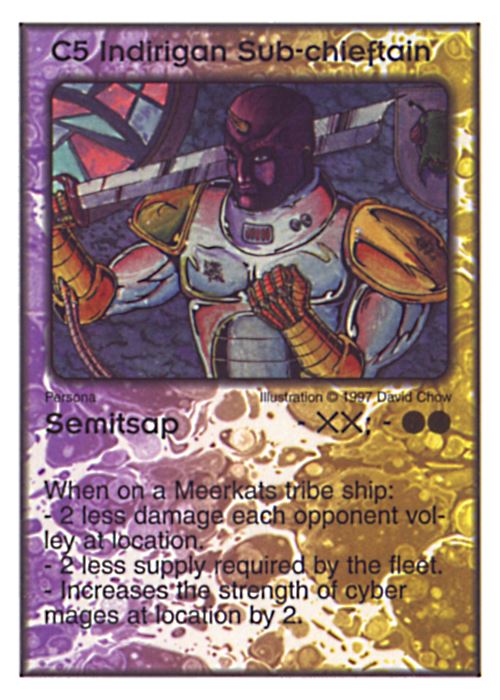 C5 Indirigan Sub-chieftain
Persona
Illustration © 1997 David Chow
Semitsap - XX; - ●●
When on a Meerkats tribe ship:
- 2 less damage each opponent vol-
ley at location.
- 2 less supply required by the fleet.
- Increases the strength of cyber
mages at location by 2.